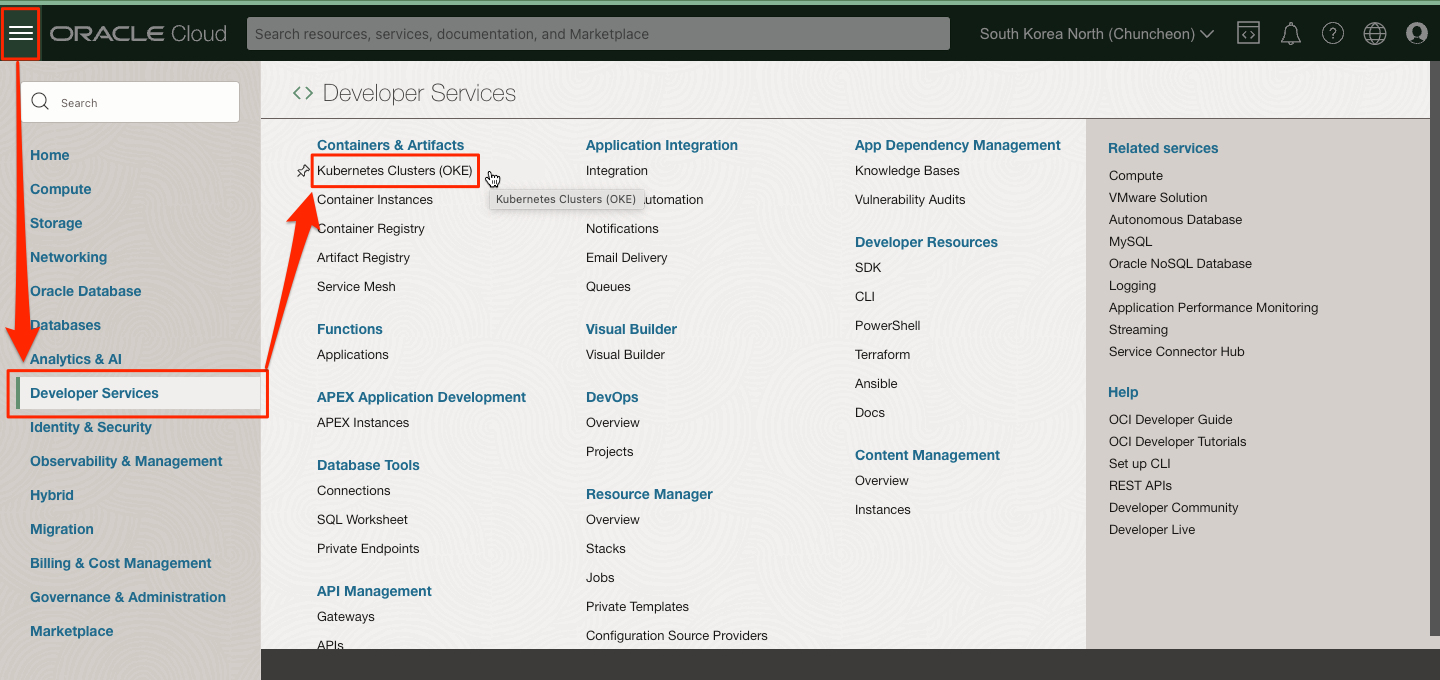 ORACLE Cloud
Search resources, services, documentation, and Marketplace
South Korea North (Chuncheon)
Search
Home
Compute
Storage
Networking
Oracle Database
Databases
Analytics & AI
Developer Services
Identity & Security
Observability & Management
Hybrid
Migration
Billing & Cost Management
Governance & Administration
Marketplace
Developer Services
Containers & Artifacts
Kubernetes Clusters (OKE)
Kubernetes Clusters (OKE)
Container Instances
Container Registry
Artifact Registry
Service Mesh
Functions
Applications
APEX Application Development
APEX Instances
Database Tools
Connections
SQL Worksheet
Private Endpoints
API Management
Gateways
APIs
Application Integration
Integration
utomation
Notifications
Email Delivery
Queues
Visual Builder
Visual Builder
DevOps
Overview
Projects
Resource Manager
Overview
Stacks
Jobs
Private Templates
Configuration Source Providers
App Dependency Management
Knowledge Bases
Vulnerability Audits
Developer Resources
SDK
CLI
PowerShell
Terraform
Ansible
Docs
Content Management
Overview
Instances
Related services
Compute
VMware Solution
Autonomous Database
MySQL
Oracle NoSQL Database
Logging
Application Performance Monitoring
Streaming
Service Connector Hub
Help
OCI Developer Guide
OCI Developer Tutorials
Set up CLI
REST APIs
Developer Community
Developer Live